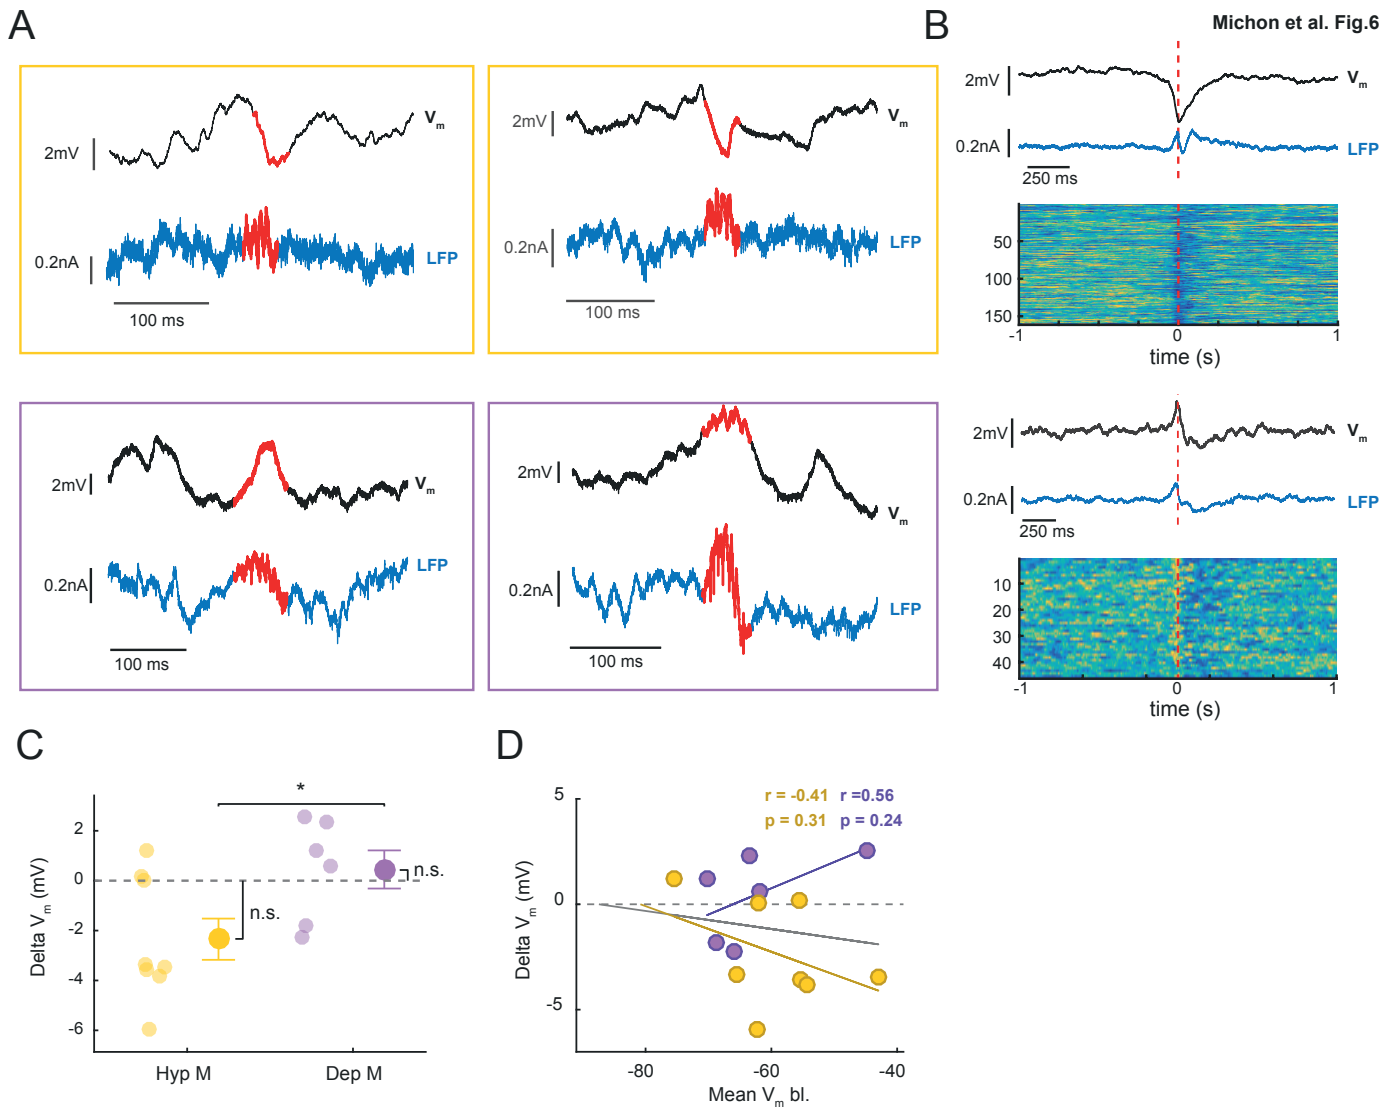 A
B
Michon et al. Fig.6
Vm
2mV
LFP
0.2nA
100 ms
Vm
2mV
LFP
0.2nA
100 ms
2mV
Vm
0.2nA
LFP
250 ms
50
100
150
-1
0
1
time (s)
2mV
Vm
0.2nA
LFP
100 ms
2mV
Vm
0.2nA
LFP
100 ms
2mV
Vm
0.2nA
LFP
250 ms
10
20
30
40
-1
0
1
time (s)
C
*
2
0
-2
-4
-6
Delta Vm (mV)
n.s.
n.s.
Hyp M
Dep M
D
r = -0.41 r =0.56
p = 0.31 p = 0.24
5
0
-5
Delta Vm (mV)
-80
-60
-40
Mean Vm bl.